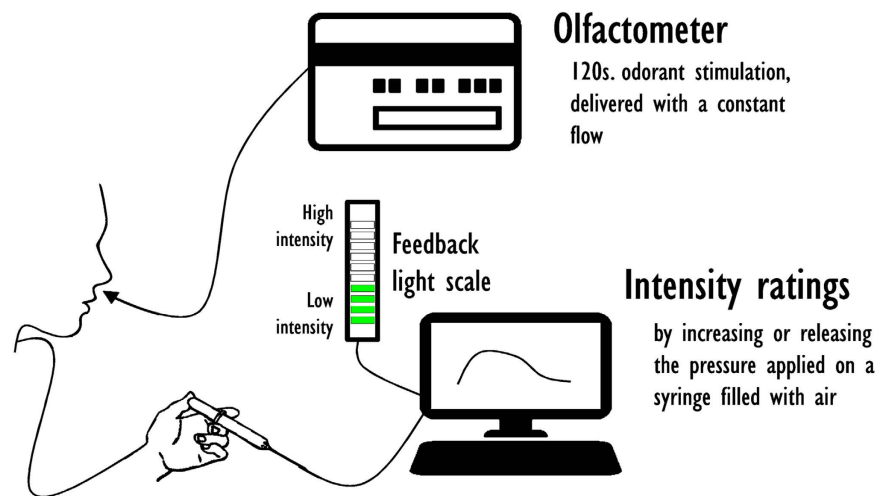 Olfactometer
120s. odorant stimulation,
delivered with a constant
flow
High
intensity
Feedback
light scale
Low
intensity
Intensity ratings
by increasing or releasing
the pressure applied on a
syringe filled with air